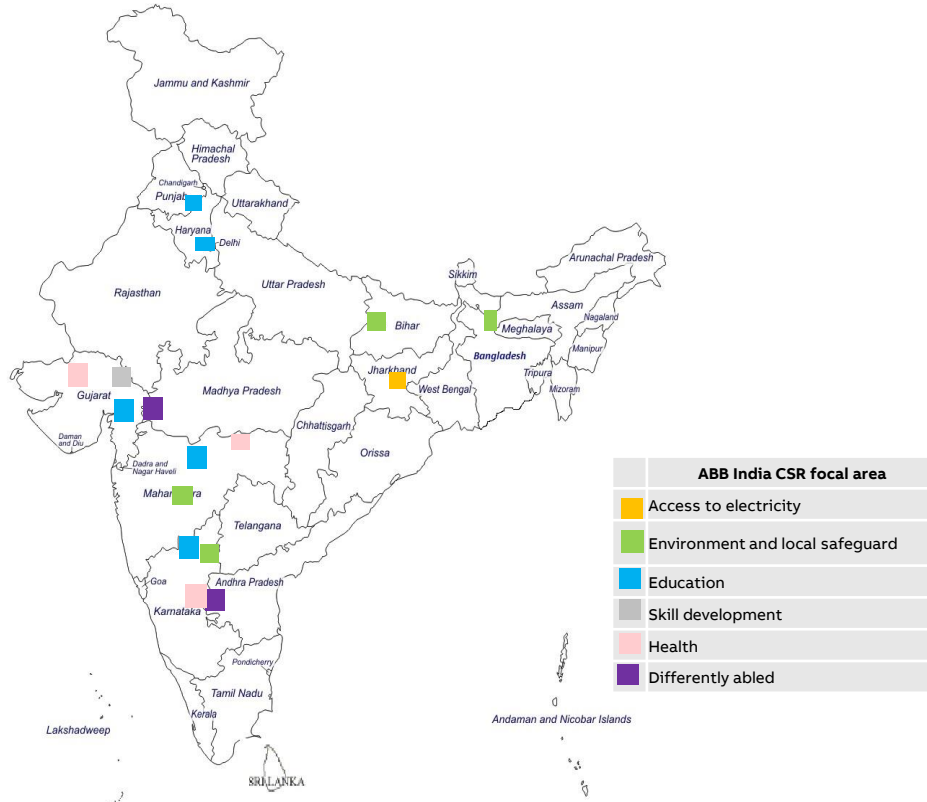 Jammu and Kashmir
Himachal
Pradesh
Chandigarh
Punjab
Uttarakhand
Haryana
Delhi
Rajasthan
Uttar Pradesh
Sikkim
Arunachal Pradesh
Assam
Nagaland
Bihar
Meghalaya
Manipur
Bangladesh
Jharkhand
Tripura
West Bengal
Mizoram
Gujarat
Madhya Pradesh
Chhattisgarh
Daman
and Diu
Orissa
Dadra and
Nagar Haveli
ABB India CSR focal area
Access to electricity
Environment and local safeguard
Education
Skill development
Health
Differently abled
Telangana
Goa
Andhra Pradesh
Karnataka
Pondicherry
Tamil Nadu
Kerala
Lakshadweep
Andaman and Nicobar Islands
SRI LANKA